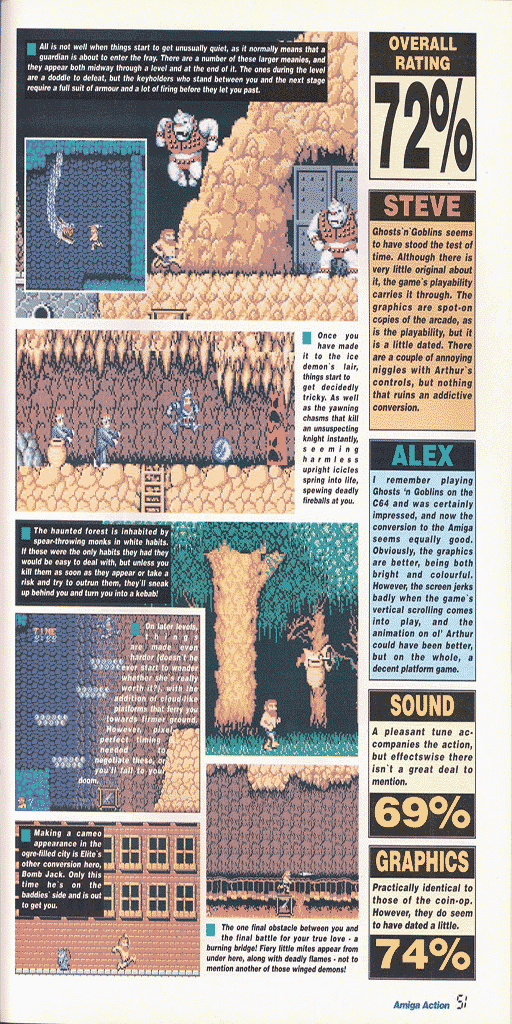 All is not well when things start to get unusually quiet, as it normally means that a
guardian is about to enter the fray. There are a number of these larger meanies, and
they appear both midway through a level and at the end of it. The ones during the level
are a doddle to defeat, but the keyholders who stand between you and the next stage
require a full suit of armour and a lot of firing before they let you past.
Once you
have made
it to the ice
demon's lair,
things start to
get decidedly
tricky. As well
as the yawning
chasms that kill
an unsuspecting
knight instantly,
seeming
harmless
upright icicles
spring into life,
spewing deadly
fireballs at you.
The haunted forest is inhabited by
spear-throwing monks in white habits.
If these were the only habits they had they
would be easy to deal with, but unless you
kill them as soon as they appear or take a
risk and try to outrun them, they'll sneak
up behind you and turn you into a kebab!
TIME
On later levels,
things
are made even
harder (doesn't he
ever start to wonder
whether she's really
worth it?), with the
addition of cloud-like
platforms that ferry you
towards firmer ground.
However, pixel
perfect timing is
needed to
negotiate these, or
you'll fall to your
doom.
Making a cameo
appearance in the
ogre-filled city is Elite's
other conversion hero,
Bomb Jack. Only this
time he's on the
baddies' side and is out
to get you.
The one final obstacle between you and
the final battle for your true love - a
burning bridge! Fiery little mites appear from
under here, along with deadly flames - not to
mention another of those winged demons!
OVERALL
RATING
72%
STEVE
Ghosts'n'Goblins seems
to have stood the test of
time. Although there is
very little original about
it, the game's playability
carries it through. The
graphics are spot-on
copies of the arcade, as
is the playability, but it
is a little dated. There
are a couple of annoying
niggles with Arthur's
controls, but nothing
that ruins an addictive
conversion.
ALEX
I remember playing
Ghosts 'n Goblins on the
C64 and was certainly
impressed, and now the
conversion to the Amiga
seems equally good.
Obviously, the graphics
are better, being both
bright and colourful.
However, the screen jerks
badly when the game's
vertical scrolling comes
into play, and the
animation on ol' Arthur
could have been better,
but on the whole, a
decent platform game.
SOUND
A pleasant tune ac-
companies the action,
but effectswise there
isn't a great deal to
mention.
69%
GRAPHICS
Practically identical to
those of the coin-op.
However, they do seem
to have dated a little.
74%
Amiga Action 51